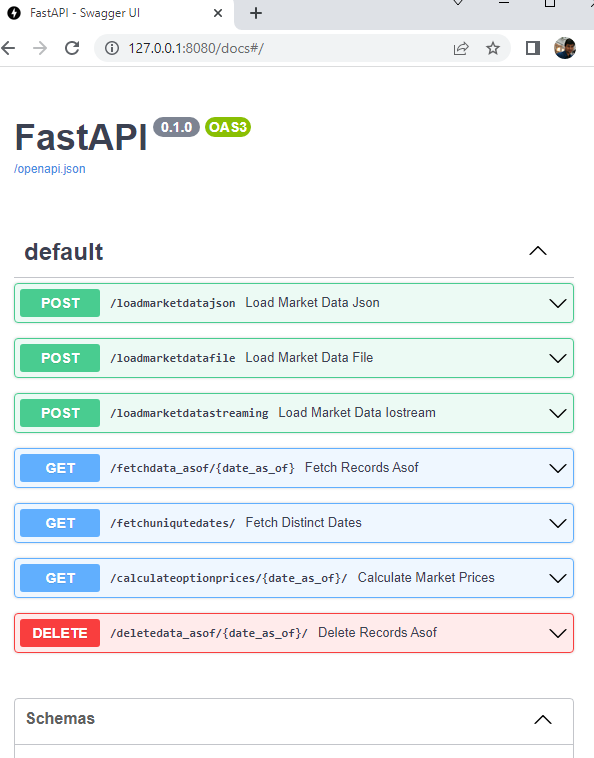 FastAPI - Swagger UI
127.0.0.1:8080/docs#/
FastAPI 0.1.0 OAS3
/openapi.json
default
POST /loadmarketdatajson Load Market Data Json
POST /loadmarketdatafile Load Market Data File
POST /loadmarketdatastreaming Load Market Data Iostream
GET /fetchdata_asof/{date_as_of} Fetch Records Asof
GET /fetchuniqutedates/ Fetch Distinct Dates
GET /calculateoptionprices/{date_as_of}/ Calculate Market Prices
DELETE /deletedata_asof/{date_as_of}/ Delete Records Asof
Schemas